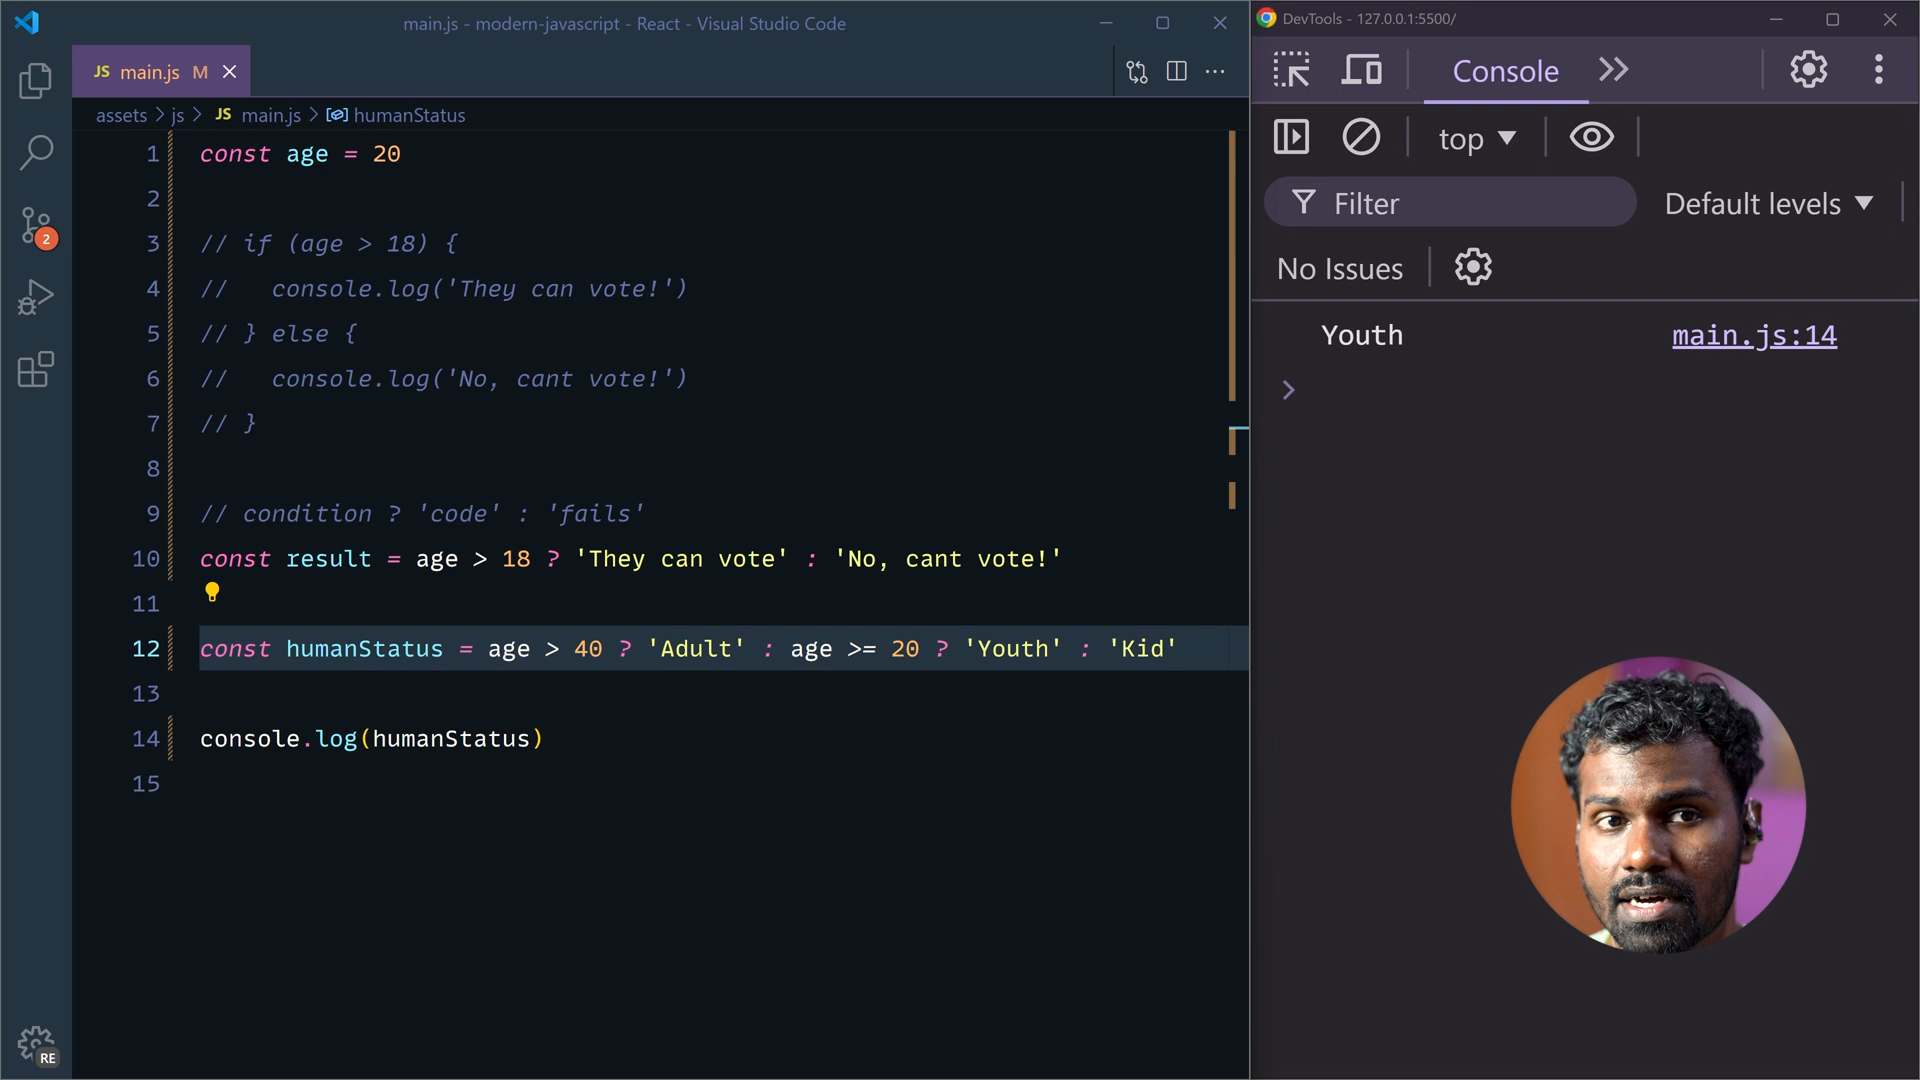 main.js - modern-javascript - React - Visual Studio Code
JS main.js M
assets > js > JS main.js > humanStatus
1 const age = 20
2
3 // if (age > 18) {
4 //   console.log('They can vote!')
5 // } else {
6 //   console.log('No, cant vote!')
7 // }
8
9 // condition ? 'code' : 'fails'
10 const result = age > 18 ? 'They can vote' : 'No, cant vote!'
11
12 const humanStatus = age > 40 ? 'Adult' : age >= 20 ? 'Youth' : 'Kid'
13
14 console.log(humanStatus)
15
2
RE
DevTools - 127.0.0.1:5500/
Console
top
Filter
Default levels
No Issues
Youth main.js:14